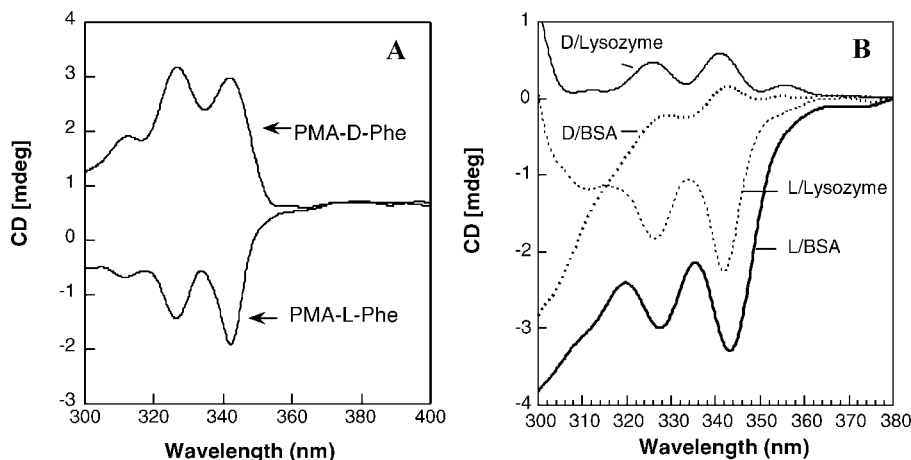 A
4
3
2
1
0
-1
-2
-3
CD [mdeg]
PMA-D-Phe
PMA-L-Phe
300 320 340 360 380 400
Wavelength (nm)
B
1
0
-1
-2
-3
-4
CD [mdeg]
D/Lysozyme
D/BSA
L/Lysozyme
L/BSA
300 310 320 330 340 350 360 370 380
Wavelength (nm)